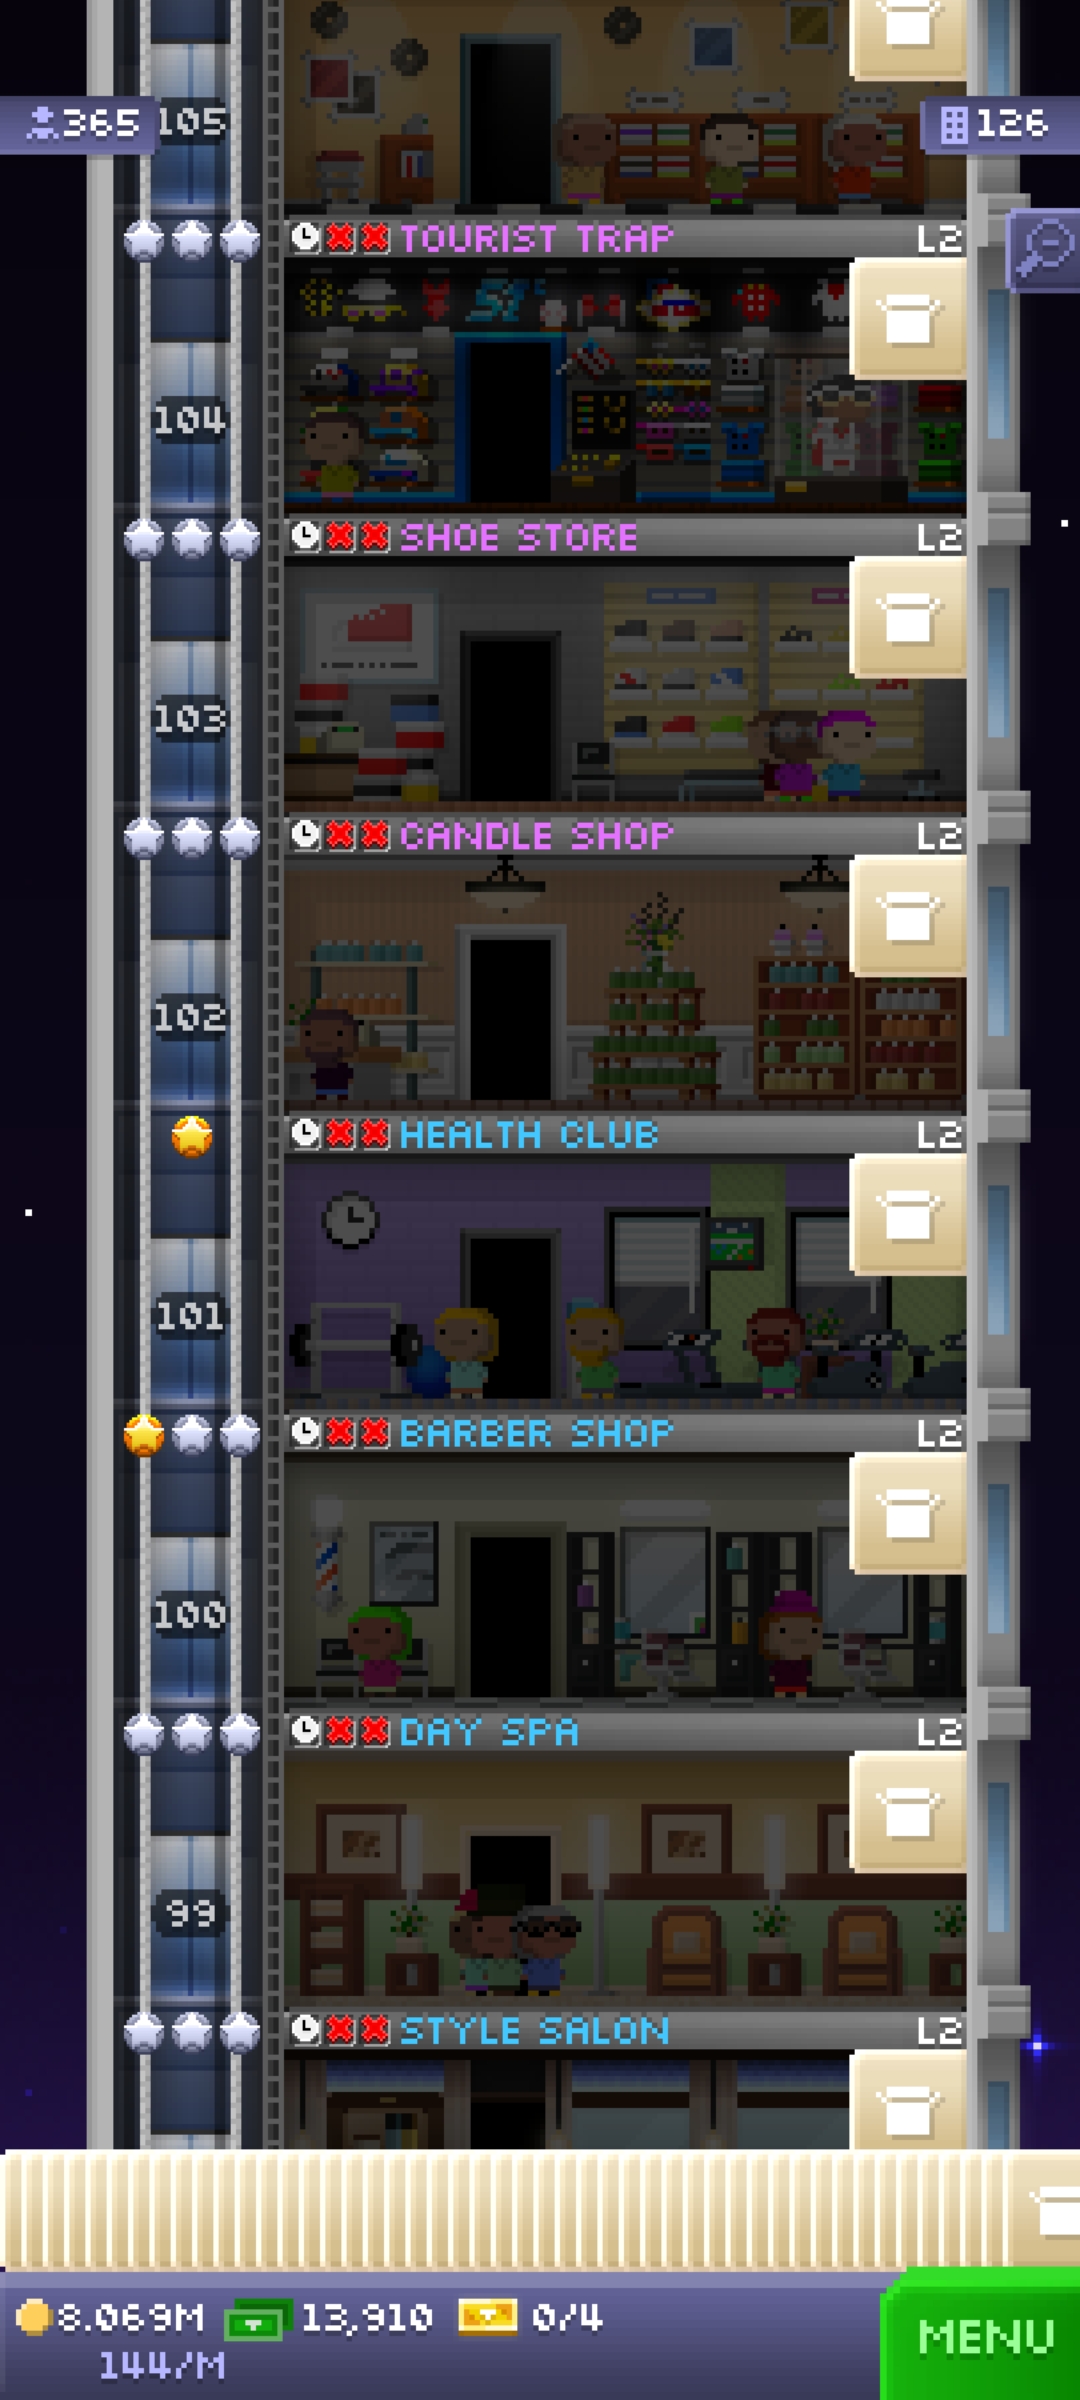 365
105
126
TOURIST TRAP L2
104
SHOE STORE L2
103
CANDLE SHOP L2
102
HEALTH CLUB L2
101
BARBER SHOP L2
100
DAY SPA L2
99
STYLE SALON L2
8.069M 13,910 0/4
144/M
MENU